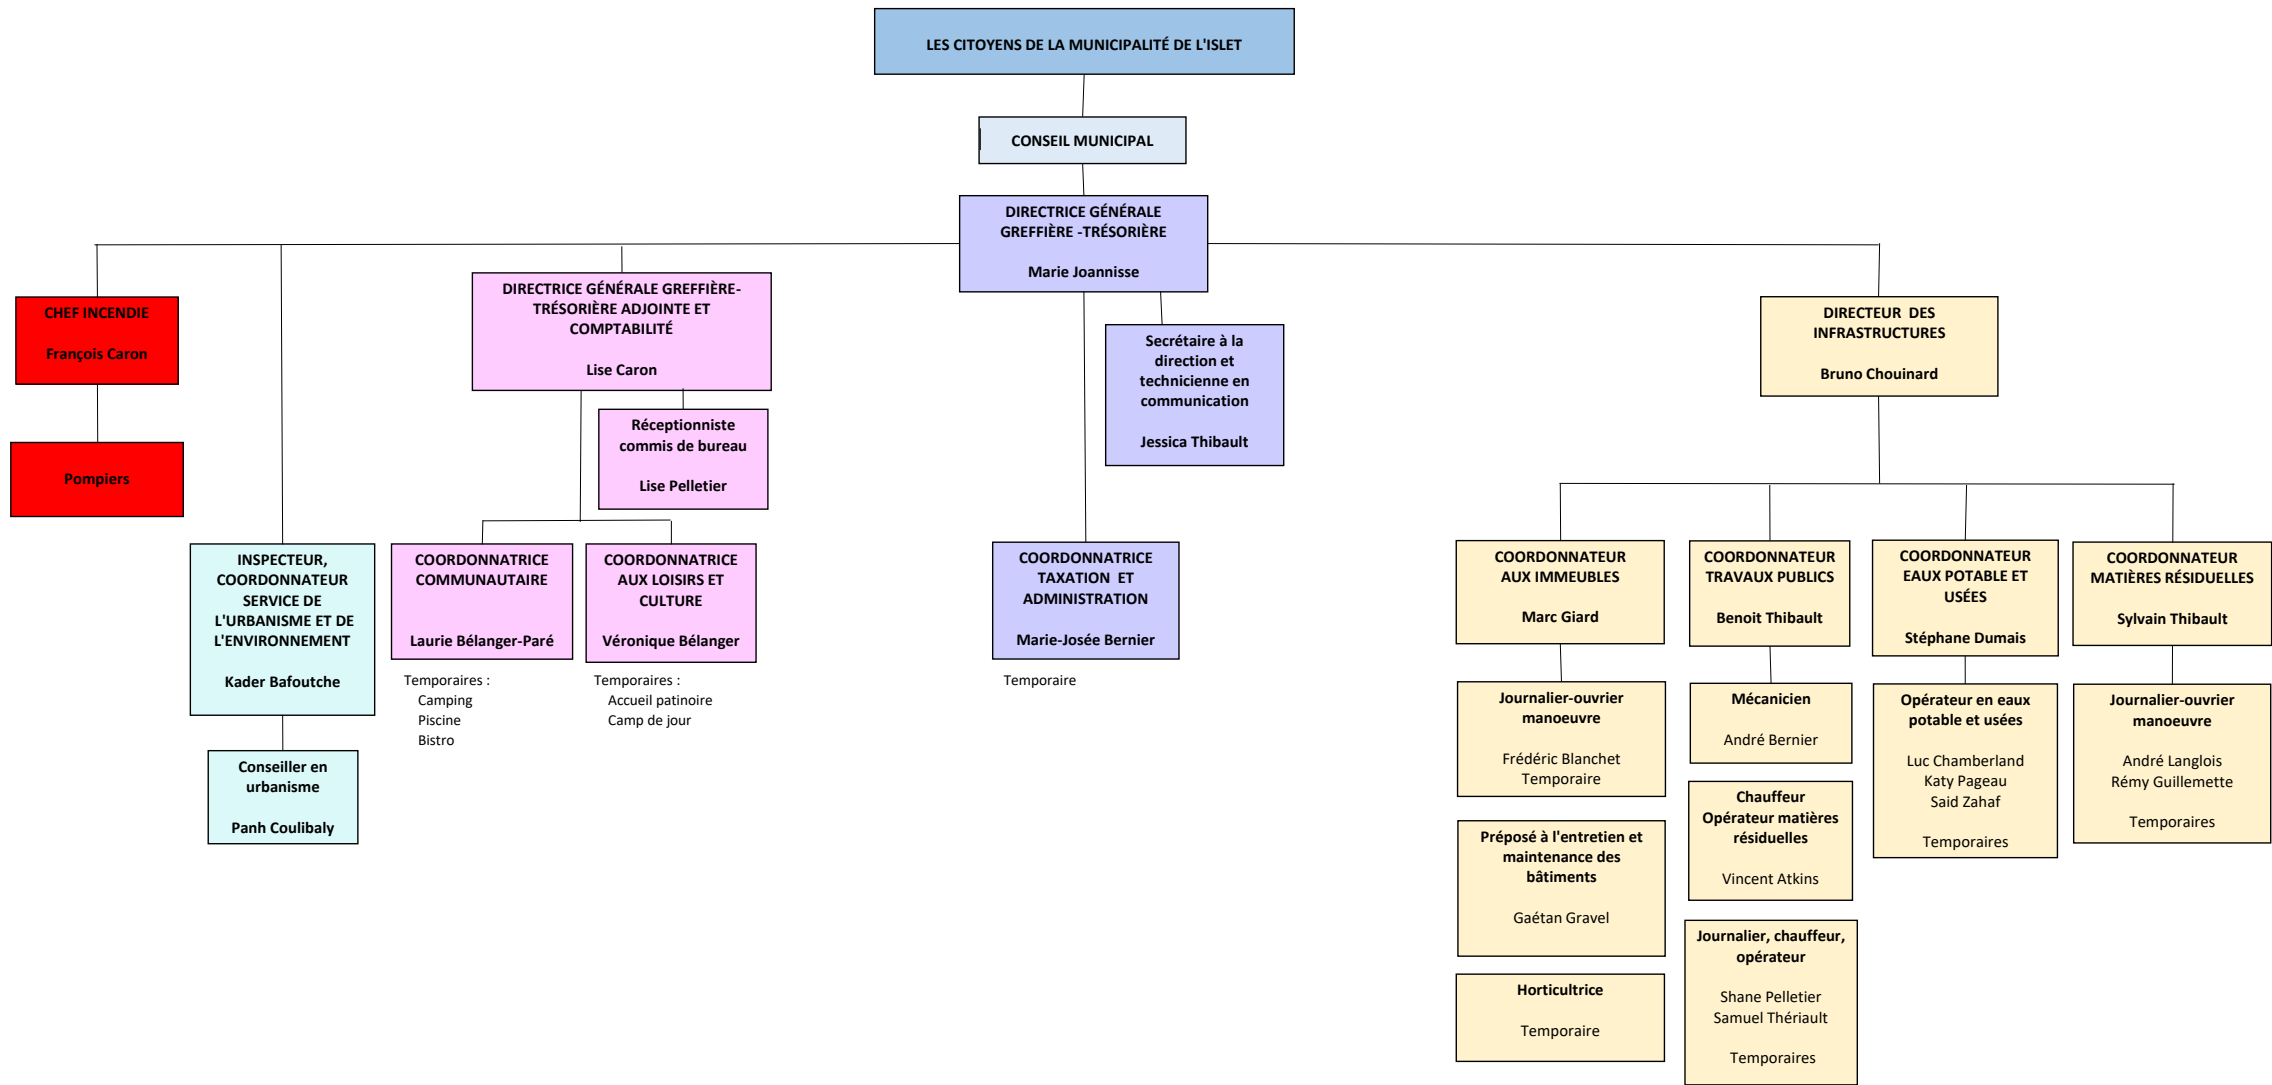 LES CITOYENS DE LA MUNICIPALITÉ DE L'ISLET
CONSEIL MUNICIPAL
DIRECTRICE GÉNÉRALE
GREFFIÈRE -TRÉSORIÈRE
Marie Joannisse
CHEF INCENDIE
François Caron
Pompiers
INSPECTEUR,
COORDONNATEUR
SERVICE DE
L'URBANISME ET DE
L'ENVIRONNEMENT
Kader Bafoutche
Conseiller en
urbanisme
Panh Coulibaly
DIRECTRICE GÉNÉRALE GREFFIÈRE-
TRÉSORIÈRE ADJOINTE ET
COMPTABILITÉ
Lise Caron
Réceptionniste
commis de bureau
Lise Pelletier
COORDONNATRICE
COMMUNAUTAIRE
Laurie Bélanger-Paré
Temporaires :
Camping
Piscine
Bistro
COORDONNATRICE
AUX LOISIRS ET
CULTURE
Véronique Bélanger
Temporaires :
Accueil patinoire
Camp de jour
Secrétaire à la
direction et
technicienne en
communication
Jessica Thibault
COORDONNATRICE
TAXATION ET
ADMINISTRATION
Marie-Josée Bernier
Temporaire
DIRECTEUR DES
INFRASTRUCTURES
Bruno Chouinard
COORDONNATEUR
AUX IMMEUBLES
Marc Giard
Journalier-ouvrier
manoeuvre
Frédéric Blanchet
Temporaire
Préposé à l'entretien et
maintenance des
bâtiments
Gaétan Gravel
Horticultrice
Temporaire
COORDONNATEUR
TRAVAUX PUBLICS
Benoit Thibault
Mécanicien
André Bernier
Chauffeur
Opérateur matières
résiduelles
Vincent Atkins
Journalier, chauffeur,
opérateur
Shane Pelletier
Samuel Thériault
Temporaires
COORDONNATEUR
EAUX POTABLE ET
USÉES
Stéphane Dumais
Opérateur en eaux
potable et usées
Luc Chamberland
Katy Pageau
Said Zahaf
Temporaires
COORDONNATEUR
MATIÈRES RÉSIDUELLES
Sylvain Thibault
Journalier-ouvrier
manoeuvre
André Langlois
Rémy Guillemette
Temporaires